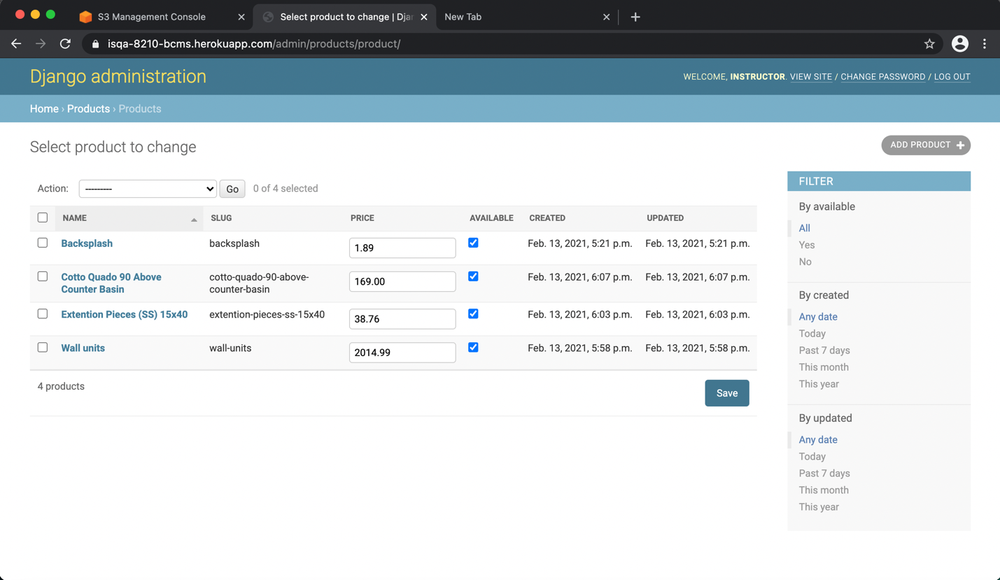 S3 Management Console
Select product to change | Djan
New Tab
isqa-8210-bcms.herokuapp.com/admin/products/product/
Django administration
WELCOME, INSTRUCTOR. VIEW SITE / CHANGE PASSWORD / LOG OUT
Home › Products › Products
Select product to change
ADD PRODUCT +
Action: --------- Go 0 of 4 selected
NAME SLUG PRICE AVAILABLE CREATED UPDATED
Backsplash backsplash 1.89 Feb. 13, 2021, 5:21 p.m. Feb. 13, 2021, 5:21 p.m.
Cotto Quado 90 Above cotto-quado-90-above- 169.00 Feb. 13, 2021, 6:07 p.m. Feb. 13, 2021, 6:07 p.m.
Counter Basin counter-basin
Extention Pieces (SS) 15x40 extention-pieces-ss-15x40 38.76 Feb. 13, 2021, 6:03 p.m. Feb. 13, 2021, 6:03 p.m.
Wall units wall-units 2014.99 Feb. 13, 2021, 5:58 p.m. Feb. 13, 2021, 5:58 p.m.
4 products
Save
FILTER
By available
All
Yes
No
By created
Any date
Today
Past 7 days
This month
This year
By updated
Any date
Today
Past 7 days
This month
This year